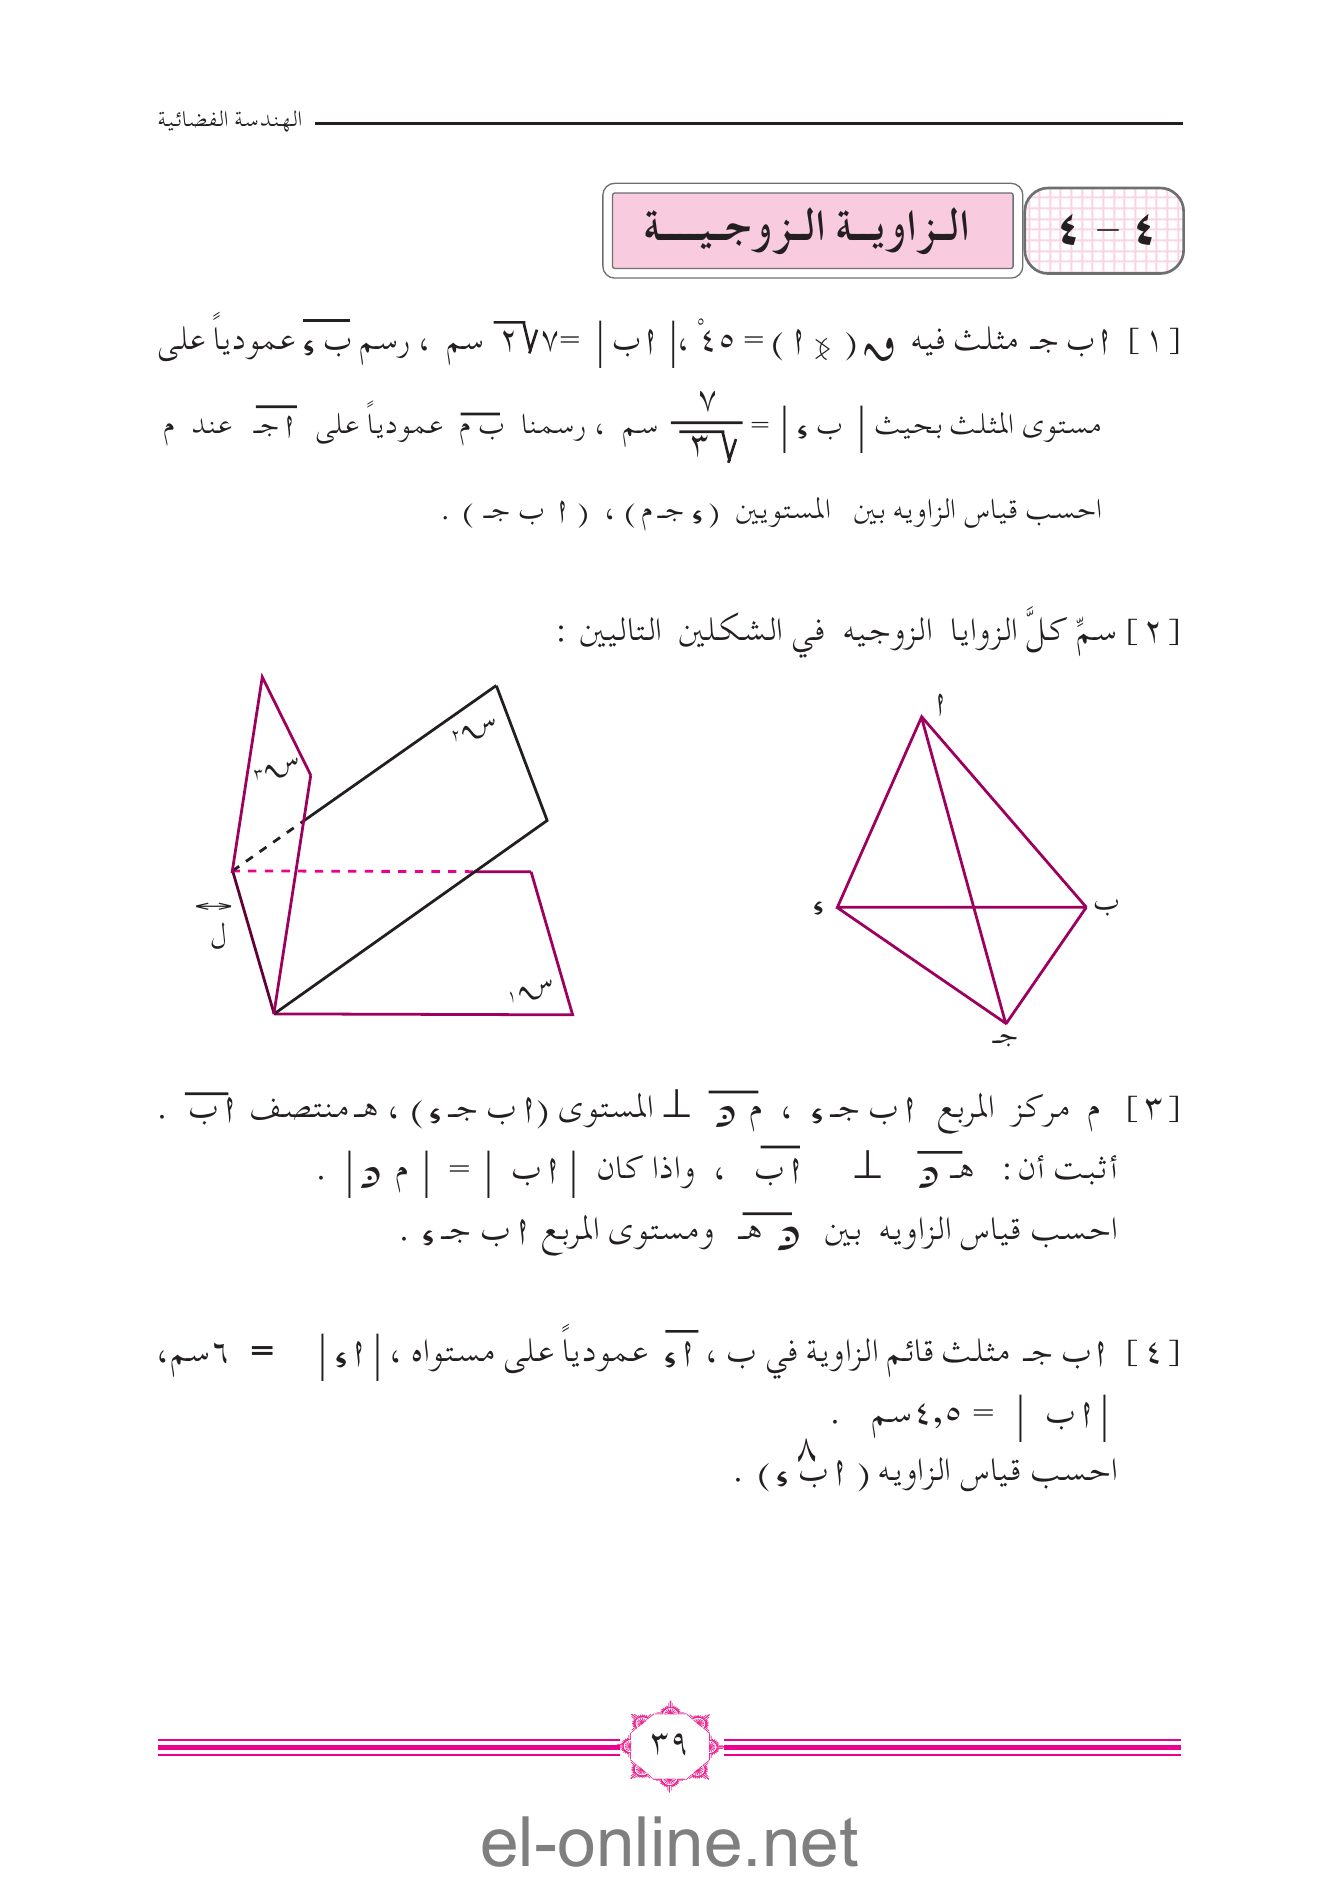 الهندسة الفضائية
٤ – ٤ الـزاويـة الـزوجـيـــة
[ ١ ] ا ب جـ مثلث فيه ق ( ∢ ا ) = ٤٥° ، | ا ب | = ٧√٢ سم ، رسم ب ء عمودياً على
مستوى المثلث بحيث | ب ء | = ٧/√٣ سم ، رسمنا ب م عمودياً على ا جـ عند م
احسب قياس الزاويه بين المستويين ( ء جـ م ) ، ( ا ب جـ ) .
[ ٢ ] سمِّ كلَّ الزوايا الزوجيه في الشكلين التاليين :
ا
ب
ء
جـ
س٢
س٣
ل
س١
[ ٣ ] م مركز المربع ا ب جـ ء ، م ن ⊥ المستوى ( ا ب جـ ء ) ، هـ منتصف ا ب .
أثبت أن : هـ ن ⊥ ا ب ، واذا كان | ا ب | = | م ن | .
احسب قياس الزاويه بين ن هـ ومستوى المربع ا ب جـ ء .
[ ٤ ] ا ب جـ مثلث قائم الزاوية في ب ، ا ء عمودياً على مستواه ، | ا ء | = ٦سم،
| ا ب | = ٤,٥سم .
احسب قياس الزاويه ( ا ب̂ ء ) .
٣٩
el-online.net